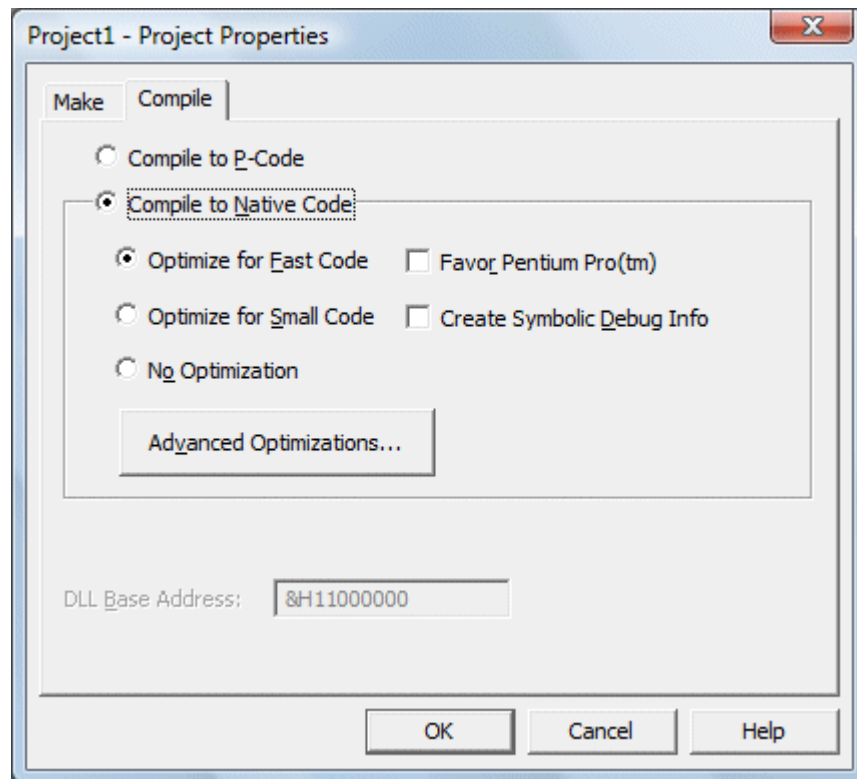 Project1 - Project Properties
Make
Compile
Compile to P-Code
Compile to Native Code
Optimize for Fast Code
Favor Pentium Pro(tm)
Optimize for Small Code
Create Symbolic Debug Info
No Optimization
Advanced Optimizations...
DLL Base Address:
&H11000000
OK
Cancel
Help